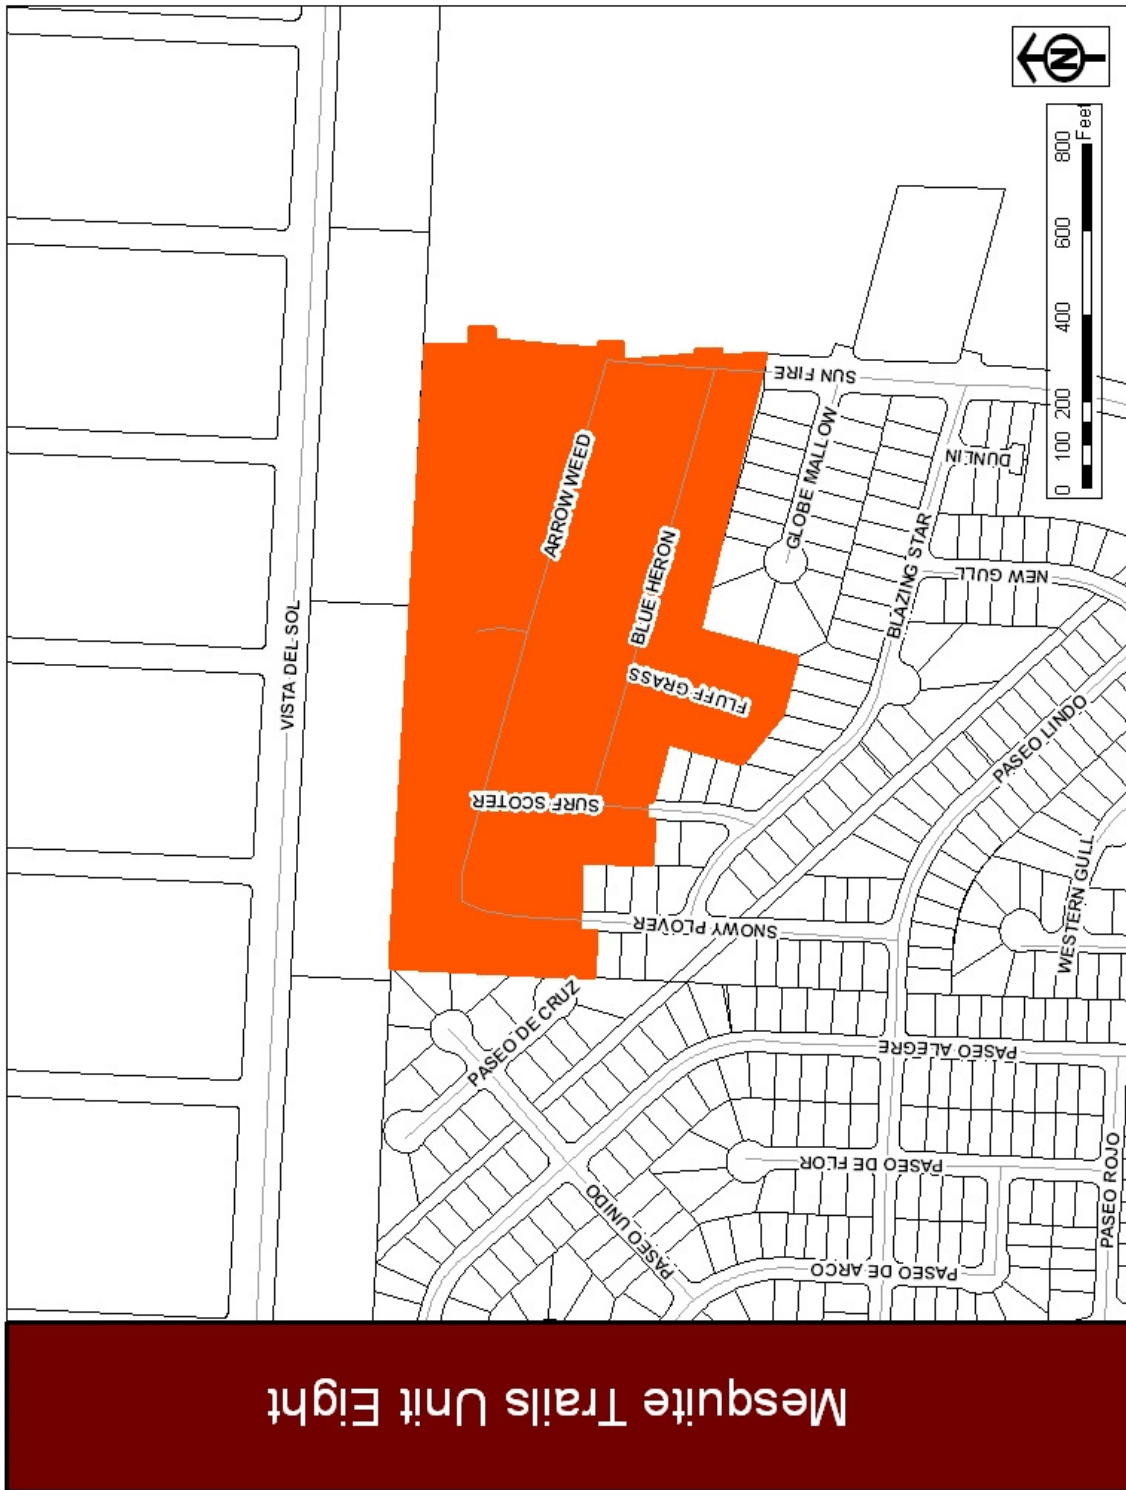 Mesquite Trails Unit Eight
VISTA DEL SOL
ARROW WEED
BLUE HERON
FLUFF GRASS
SURF SCOTER
SUN FIRE
GLOBE MALLOW
DUNLIN
BLAZING STAR
NEW GULL
SNOWY PLOVER
PASEO LINDO
WESTERN GULL
PASEO DE CRUZ
PASEO ALEGRE
PASEO UNIDO
PASEO DE FLOR
PASEO DE ARCO
PASEO ROJO
N
0 100 200 400 600 800
Feet